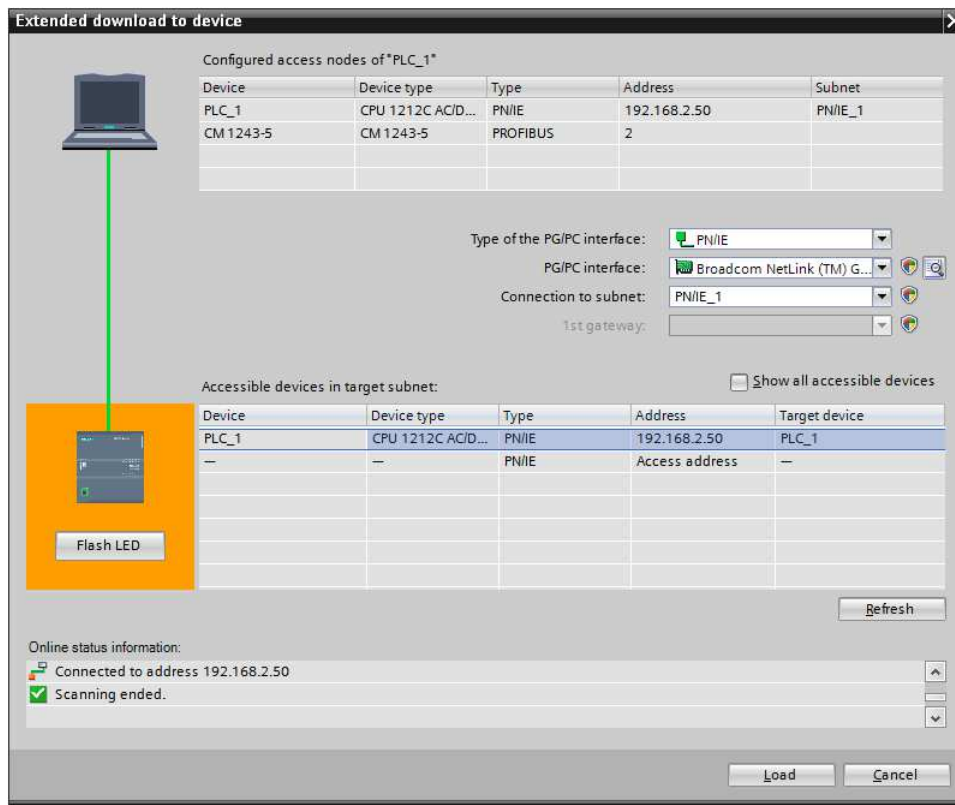 Extended download to device
Configured access nodes of "PLC_1"
Device Device type Type Address Subnet
PLC_1 CPU 1212C AC/D... PN/IE 192.168.2.50 PN/IE_1
CM 1243-5 CM 1243-5 PROFIBUS 2
Type of the PG/PC interface: PN/IE
PG/PC interface: Broadcom NetLink (TM) G...
Connection to subnet: PN/IE_1
1st gateway:
Accessible devices in target subnet: Show all accessible devices
Device Device type Type Address Target device
PLC_1 CPU 1212C AC/D... PN/IE 192.168.2.50 PLC_1
— — PN/IE Access address —
Flash LED
Refresh
Online status information:
Connected to address 192.168.2.50
Scanning ended.
Load Cancel